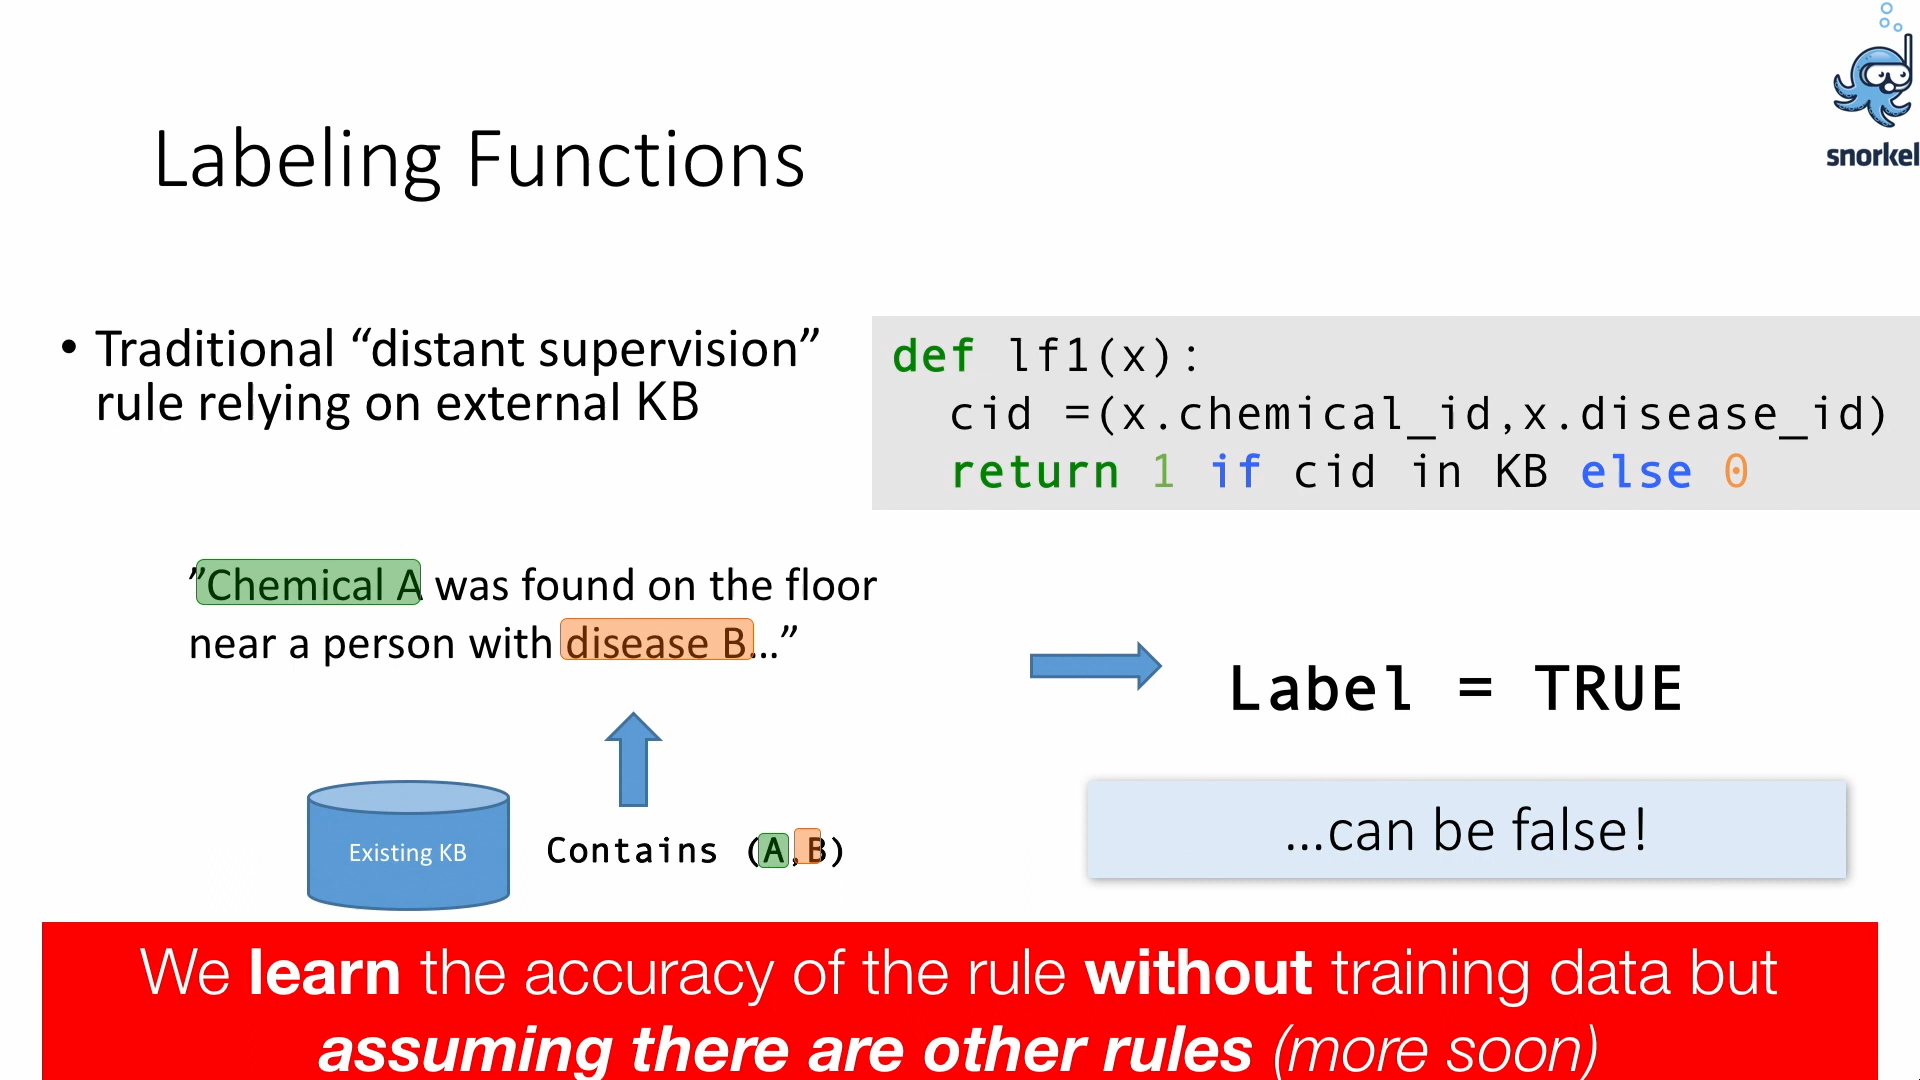 snorkel
Labeling Functions
• Traditional “distant supervision”
rule relying on external KB
def lf1(x):
cid =(x.chemical_id,x.disease_id)
return 1 if cid in KB else 0
”Chemical A was found on the floor
near a person with disease B...”
Label = TRUE
Existing KB
Contains (A,B)
...can be false!
We learn the accuracy of the rule without training data but
assuming there are other rules (more soon)